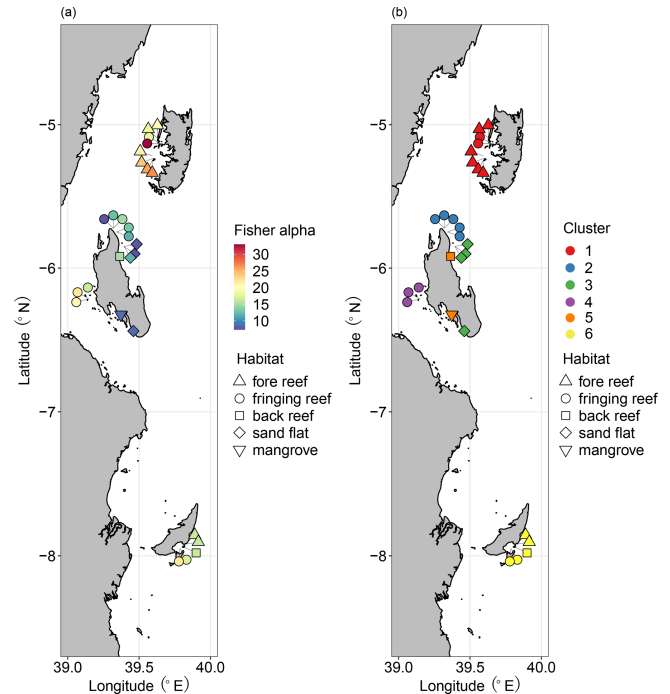 (a)
(b)
−5
−6
−7
−8
39.0
39.5
40.0
Longitude (° E)
Latitude (° N)
Fisher alpha
30
25
20
15
10
Habitat
fore reef
fringing reef
back reef
sand flat
mangrove
−5
−6
−7
−8
39.0
39.5
40.0
Longitude (° E)
Latitude (° N)
Cluster
1
2
3
4
5
6
Habitat
fore reef
fringing reef
back reef
sand flat
mangrove